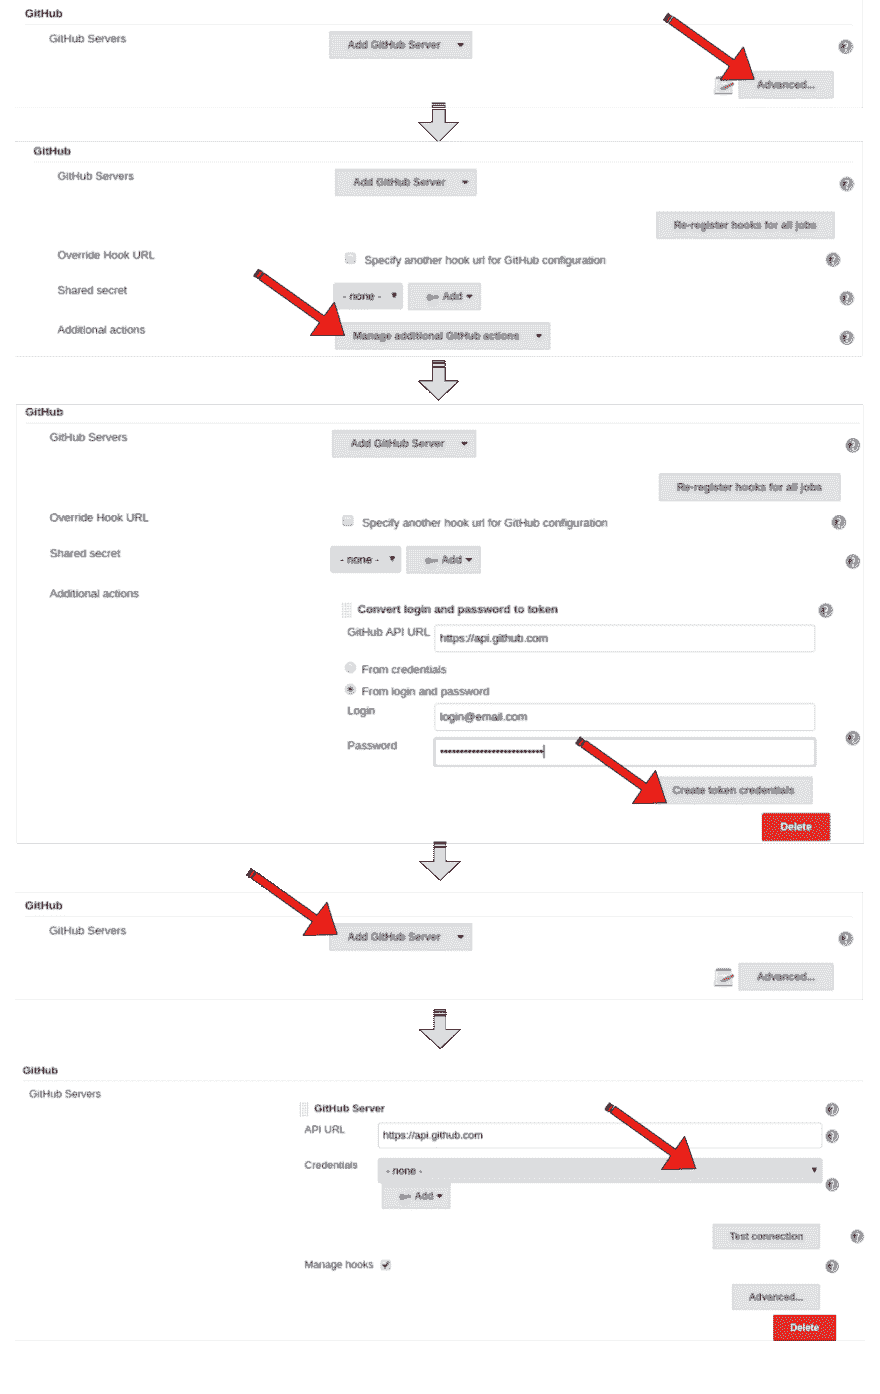 GitHub
GitHub Servers
Add GitHub Server
Advanced...
GitHub
GitHub Servers
Add GitHub Server
Re-register hooks for all jobs
Override Hook URL
Specify another hook url for GitHub configuration
Shared secret
- none -
Add
Additional actions
Manage additional GitHub actions
GitHub
GitHub Servers
Add GitHub Server
Re-register hooks for all jobs
Override Hook URL
Specify another hook url for GitHub configuration
Shared secret
- none -
Add
Additional actions
Convert login and password to token
GitHub API URL
https://api.github.com
From credentials
From login and password
Login
login@email.com
Password
Create token credentials
Delete
GitHub
GitHub Servers
Add GitHub Server
Advanced...
GitHub
GitHub Servers
GitHub Server
API URL
https://api.github.com
Credentials
- none -
Add
Test connection
Manage hooks
Advanced...
Delete